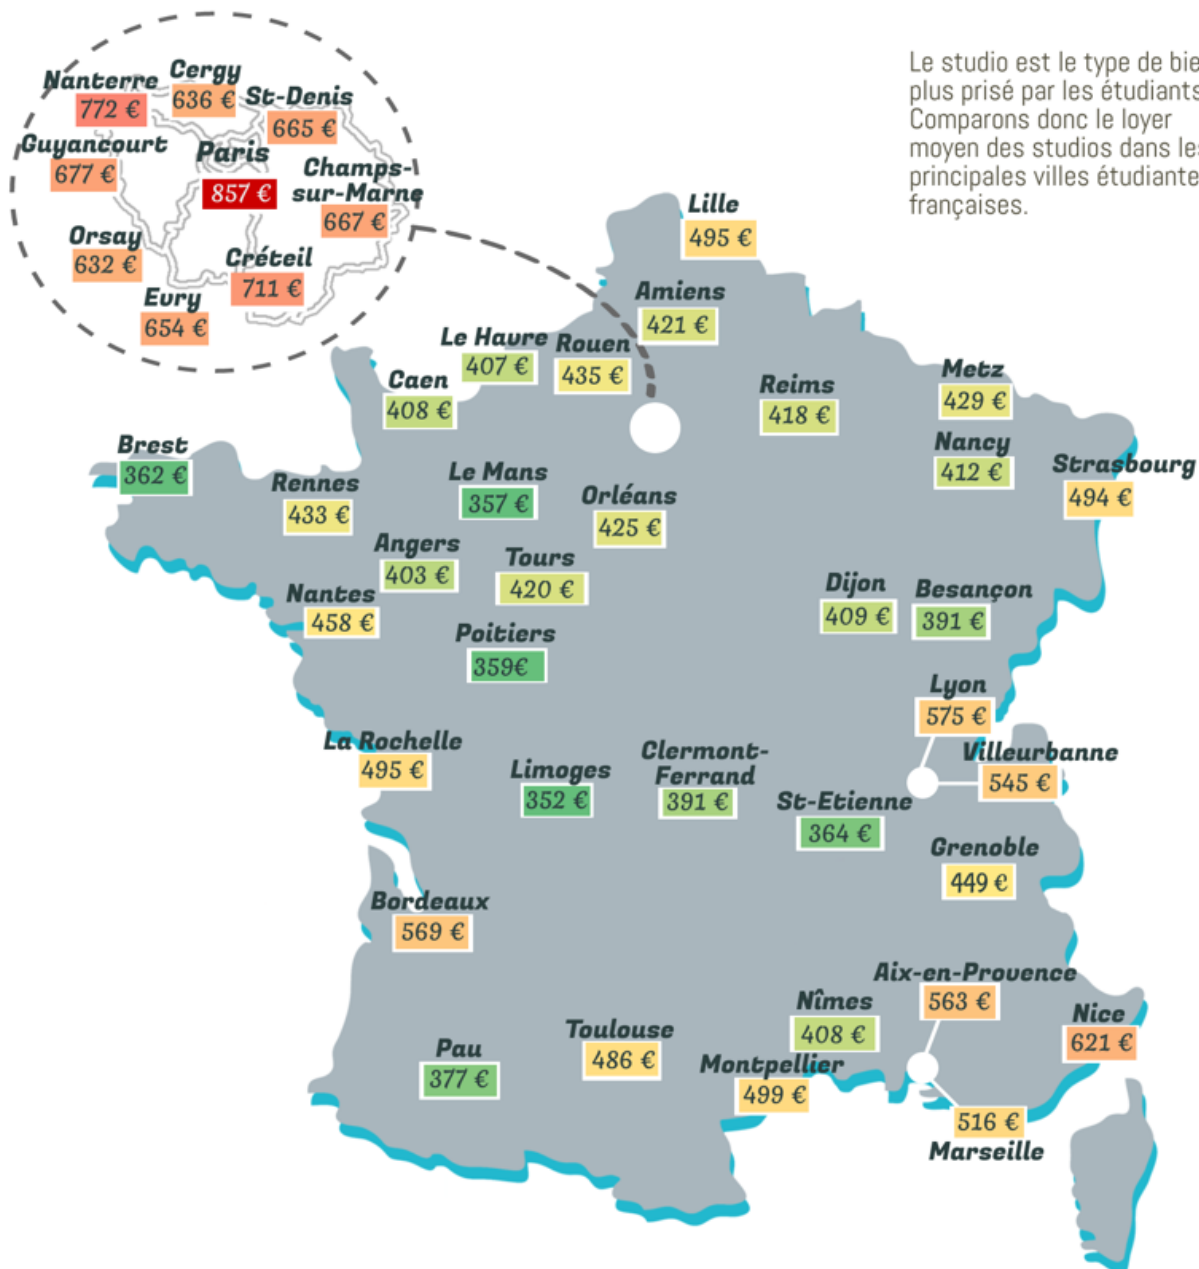 Nanterre
772 €
Cergy
636 €
St-Denis
665 €
Guyancourt
677 €
Paris
857 €
Champs-
sur-Marne
667 €
Orsay
632 €
Créteil
711 €
Evry
654 €
Le studio est le type de bie
plus prisé par les étudiants
Comparons donc le loyer
moyen des studios dans les
principales villes étudiante
françaises.
Lille
495 €
Amiens
421 €
Le Havre
407 €
Rouen
435 €
Caen
408 €
Reims
418 €
Metz
429 €
Nancy
412 €
Strasbourg
494 €
Brest
362 €
Rennes
433 €
Le Mans
357 €
Orléans
425 €
Angers
403 €
Tours
420 €
Nantes
458 €
Dijon
409 €
Besançon
391 €
Poitiers
359€
Lyon
575 €
Villeurbanne
545 €
La Rochelle
495 €
Limoges
352 €
Clermont-
Ferrand
391 €
St-Etienne
364 €
Grenoble
449 €
Bordeaux
569 €
Aix-en-Provence
563 €
Nîmes
408 €
Nice
621 €
Toulouse
486 €
Pau
377 €
Montpellier
499 €
516 €
Marseille